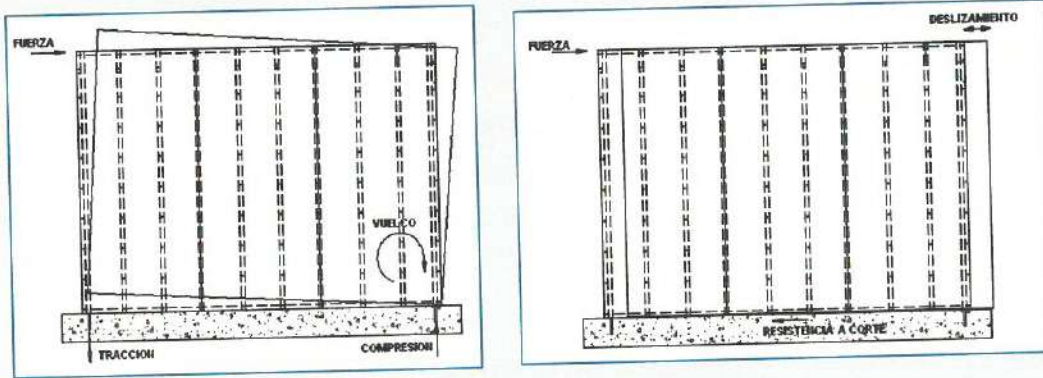 FUERZA
VUELCO
TRACCION
COMPRESION
DESLIZAMIENTO
FUERZA
RESISTENCIA A CORTE